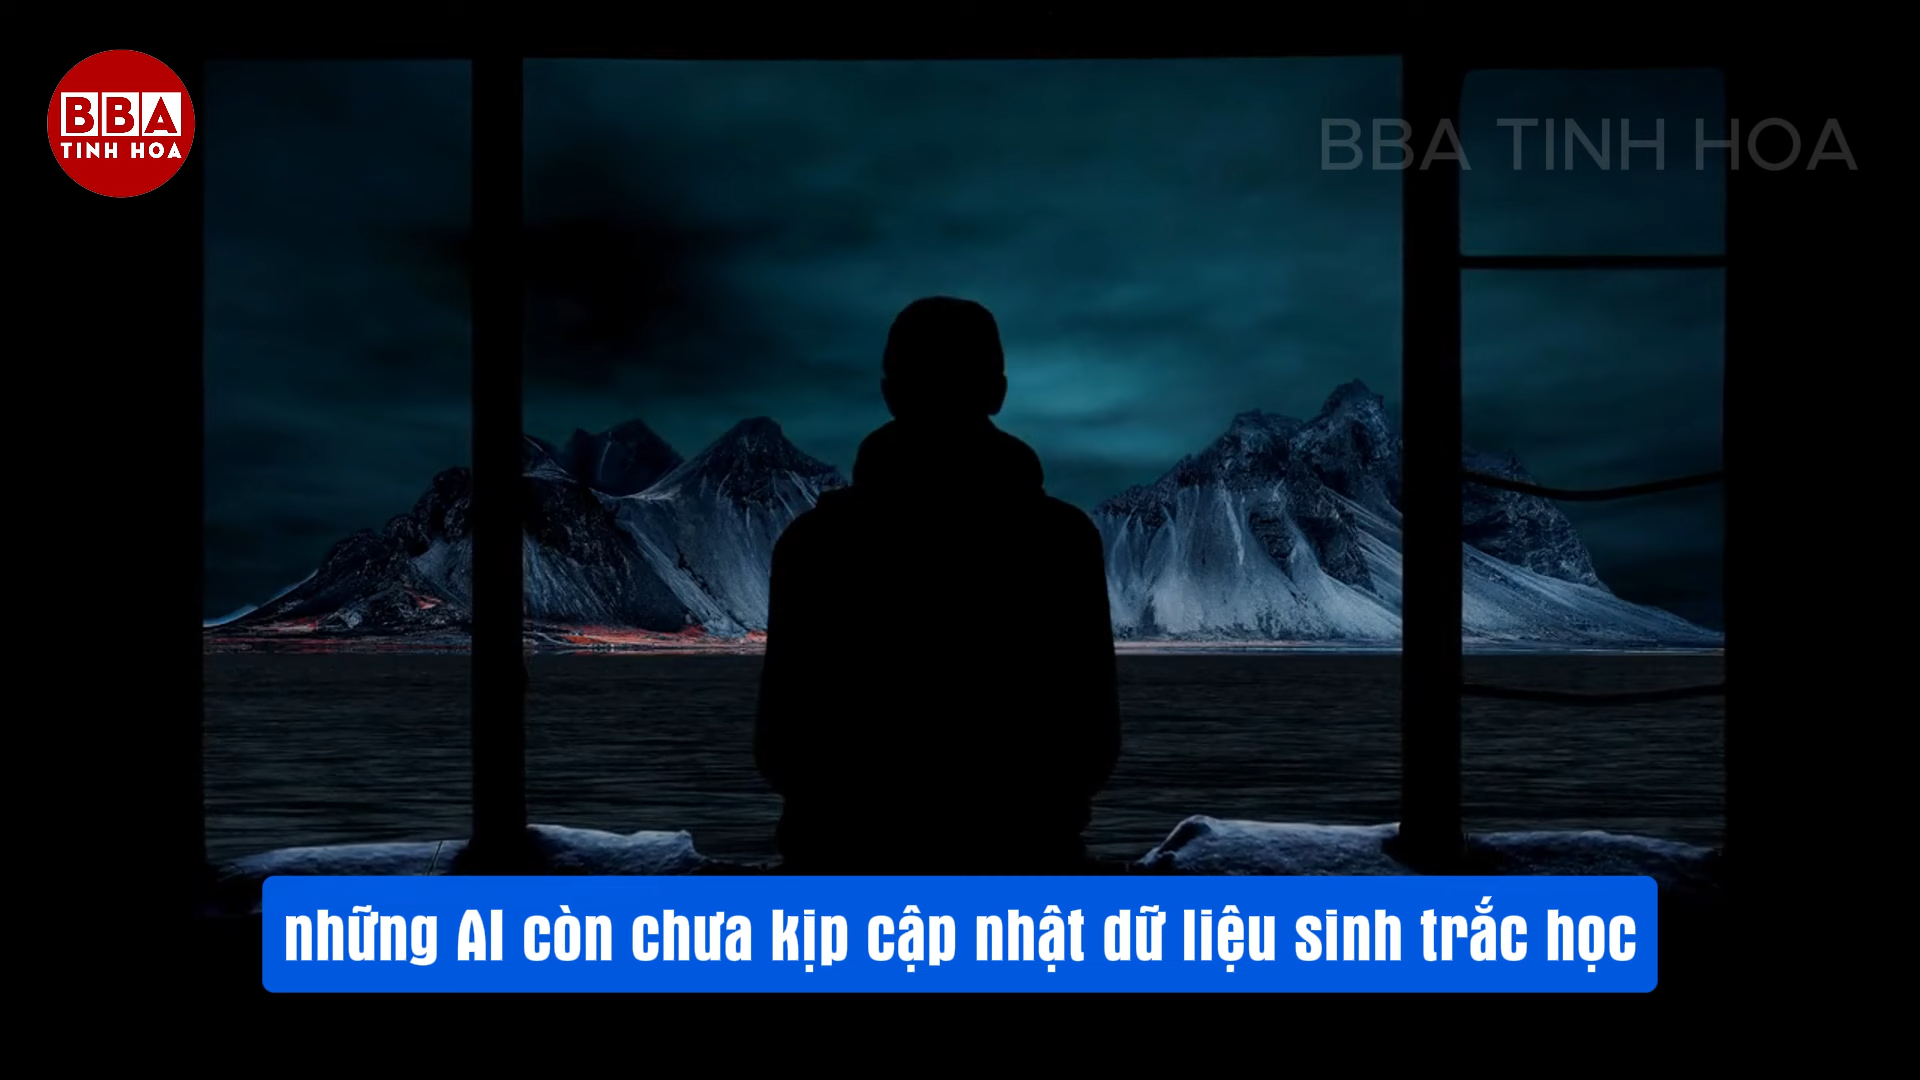 BBA
TINH HOA
BBA TINH HOA
những AI còn chưa kịp cập nhật dữ liệu sinh trắc học